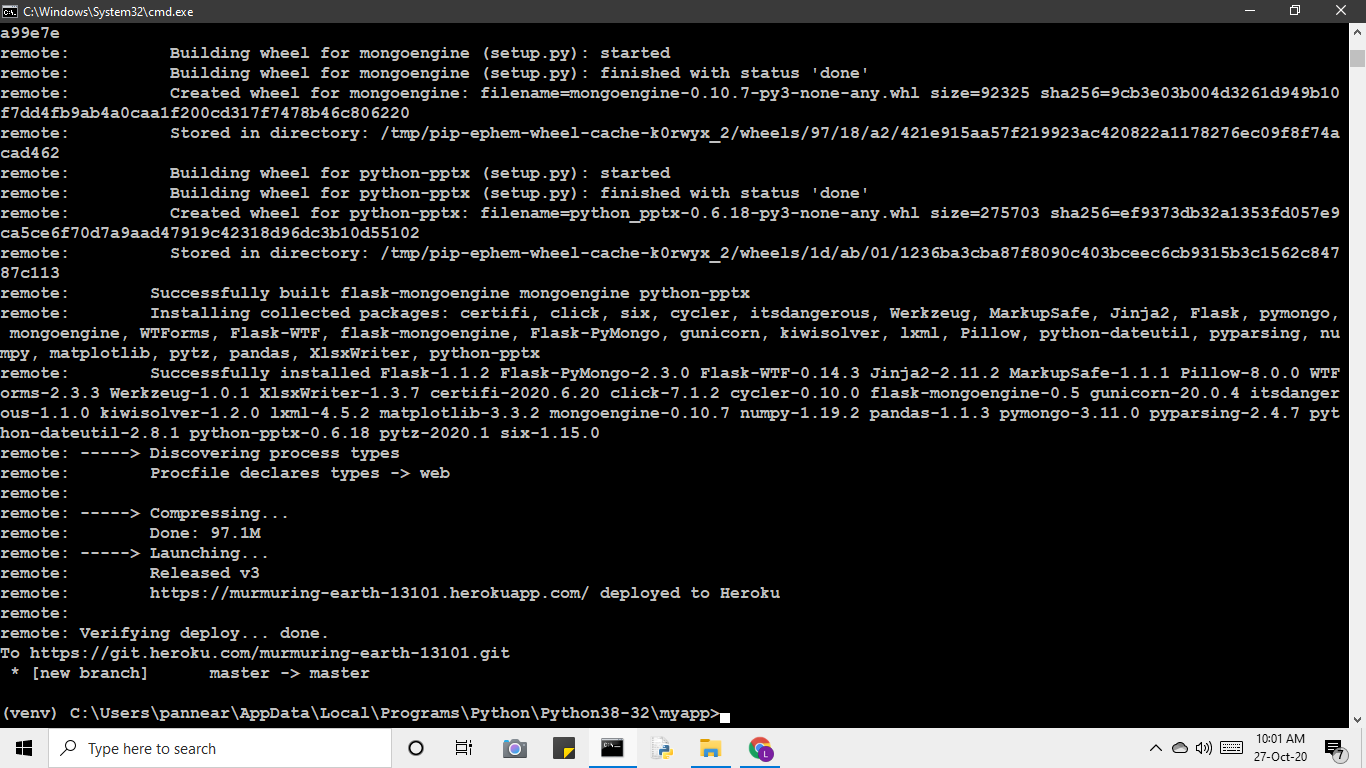 C:\Windows\System32\cmd.exe
a99e7e
remote:          Building wheel for mongoengine (setup.py): started
remote:          Building wheel for mongoengine (setup.py): finished with status 'done'
remote:          Created wheel for mongoengine: filename=mongoengine-0.10.7-py3-none-any.whl size=92325 sha256=9cb3e03b004d3261d949b10
f7dd4fb9ab4a0caa1f200cd317f7478b46c806220
remote:          Stored in directory: /tmp/pip-ephem-wheel-cache-k0rwyx_2/wheels/97/18/a2/421e915aa57f219923ac420822a1178276ec09f8f74a
cad462
remote:          Building wheel for python-pptx (setup.py): started
remote:          Building wheel for python-pptx (setup.py): finished with status 'done'
remote:          Created wheel for python-pptx: filename=python_pptx-0.6.18-py3-none-any.whl size=275703 sha256=ef9373db32a1353fd057e9
ca5ce6f70d7a9aad47919c42318d96dc3b10d55102
remote:          Stored in directory: /tmp/pip-ephem-wheel-cache-k0rwyx_2/wheels/1d/ab/01/1236ba3cba87f8090c403bceec6cb9315b3c1562c847
87c113
remote:        Successfully built flask-mongoengine mongoengine python-pptx
remote:        Installing collected packages: certifi, click, six, cycler, itsdangerous, Werkzeug, MarkupSafe, Jinja2, Flask, pymongo,
 mongoengine, WTForms, Flask-WTF, flask-mongoengine, Flask-PyMongo, gunicorn, kiwisolver, lxml, Pillow, python-dateutil, pyparsing, nu
mpy, matplotlib, pytz, pandas, XlsxWriter, python-pptx
remote:        Successfully installed Flask-1.1.2 Flask-PyMongo-2.3.0 Flask-WTF-0.14.3 Jinja2-2.11.2 MarkupSafe-1.1.1 Pillow-8.0.0 WTF
orms-2.3.3 Werkzeug-1.0.1 XlsxWriter-1.3.7 certifi-2020.6.20 click-7.1.2 cycler-0.10.0 flask-mongoengine-0.5 gunicorn-20.0.4 itsdanger
ous-1.1.0 kiwisolver-1.2.0 lxml-4.5.2 matplotlib-3.3.2 mongoengine-0.10.7 numpy-1.19.2 pandas-1.1.3 pymongo-3.11.0 pyparsing-2.4.7 pyt
hon-dateutil-2.8.1 python-pptx-0.6.18 pytz-2020.1 six-1.15.0
remote: -----> Discovering process types
remote:        Procfile declares types -> web
remote:
remote: -----> Compressing...
remote:        Done: 97.1M
remote: -----> Launching...
remote:        Released v3
remote:        https://murmuring-earth-13101.herokuapp.com/ deployed to Heroku
remote:
remote: Verifying deploy... done.
To https://git.heroku.com/murmuring-earth-13101.git
 * [new branch]      master -> master
(venv) C:\Users\pannear\AppData\Local\Programs\Python\Python38-32\myapp>
Type here to search
L
10:01 AM
27-Oct-20
7